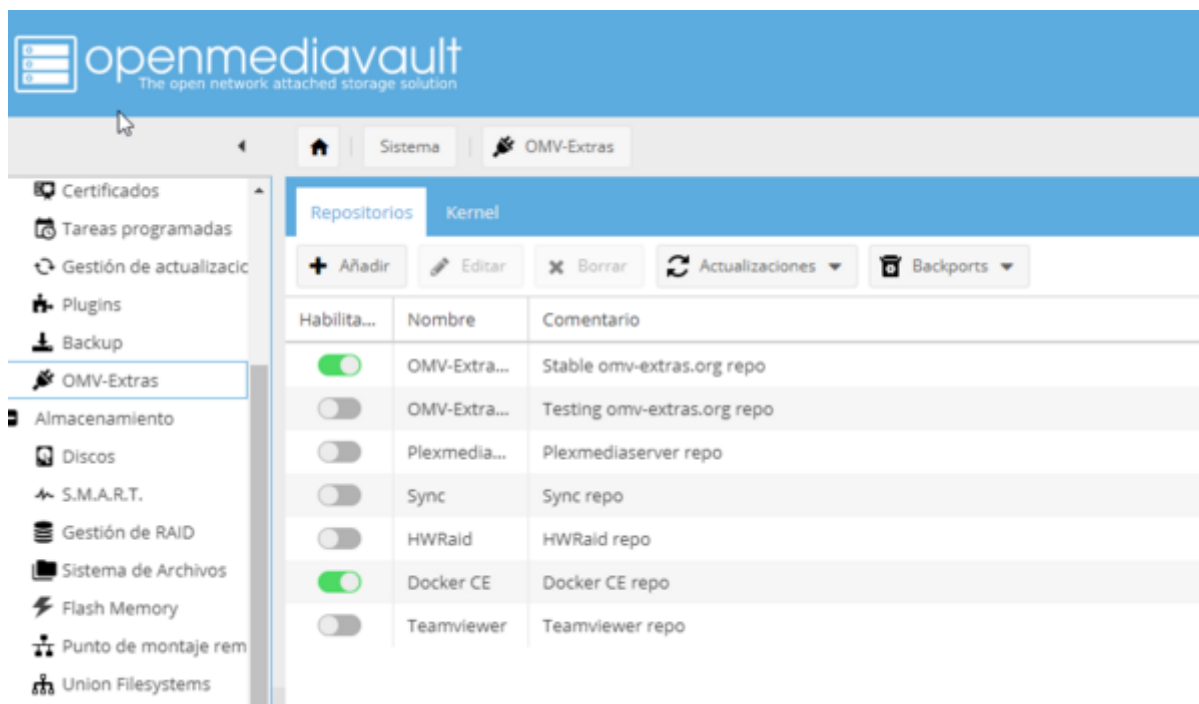 openmediavault
The open network attached storage solution
Sistema
OMV-Extras
Certificados
Tareas programadas
Gestión de actualizacic
Plugins
Backup
OMV-Extras
Almacenamiento
Discos
S.M.A.R.T.
Gestión de RAID
Sistema de Archivos
Flash Memory
Punto de montaje rem
Union Filesystems
Repositorios Kernel
Añadir Editar Borrar Actualizaciones Backports
Habilita... Nombre Comentario
OMV-Extra... Stable omv-extras.org repo
OMV-Extra... Testing omv-extras.org repo
Plexmedia... Plexmediaserver repo
Sync Sync repo
HWRaid HWRaid repo
Docker CE Docker CE repo
Teamviewer Teamviewer repo